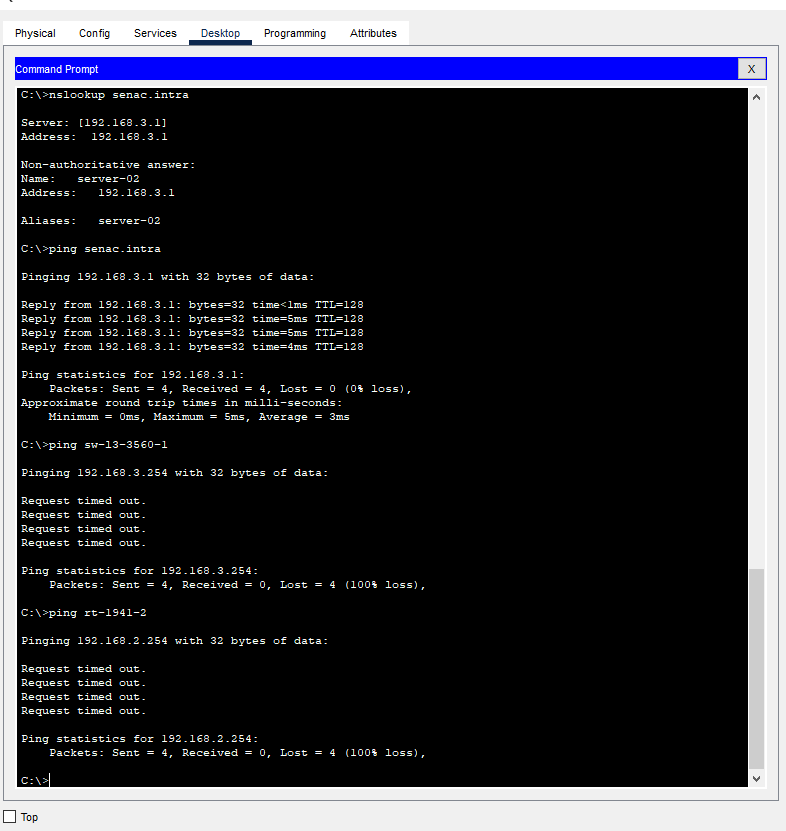 Physical Config Services Desktop Programming Attributes
Command Prompt X
C:\>nslookup senac.intra
Server: [192.168.3.1]
Address:  192.168.3.1
Non-authoritative answer:
Name:   server-02
Address:   192.168.3.1
Aliases:   server-02
C:\>ping senac.intra
Pinging 192.168.3.1 with 32 bytes of data:
Reply from 192.168.3.1: bytes=32 time<1ms TTL=128
Reply from 192.168.3.1: bytes=32 time=5ms TTL=128
Reply from 192.168.3.1: bytes=32 time=5ms TTL=128
Reply from 192.168.3.1: bytes=32 time=4ms TTL=128
Ping statistics for 192.168.3.1:
    Packets: Sent = 4, Received = 4, Lost = 0 (0% loss),
Approximate round trip times in milli-seconds:
    Minimum = 0ms, Maximum = 5ms, Average = 3ms
C:\>ping sw-l3-3560-1
Pinging 192.168.3.254 with 32 bytes of data:
Request timed out.
Request timed out.
Request timed out.
Request timed out.
Ping statistics for 192.168.3.254:
    Packets: Sent = 4, Received = 0, Lost = 4 (100% loss),
C:\>ping rt-1941-2
Pinging 192.168.2.254 with 32 bytes of data:
Request timed out.
Request timed out.
Request timed out.
Request timed out.
Ping statistics for 192.168.2.254:
    Packets: Sent = 4, Received = 0, Lost = 4 (100% loss),
C:\>
Top